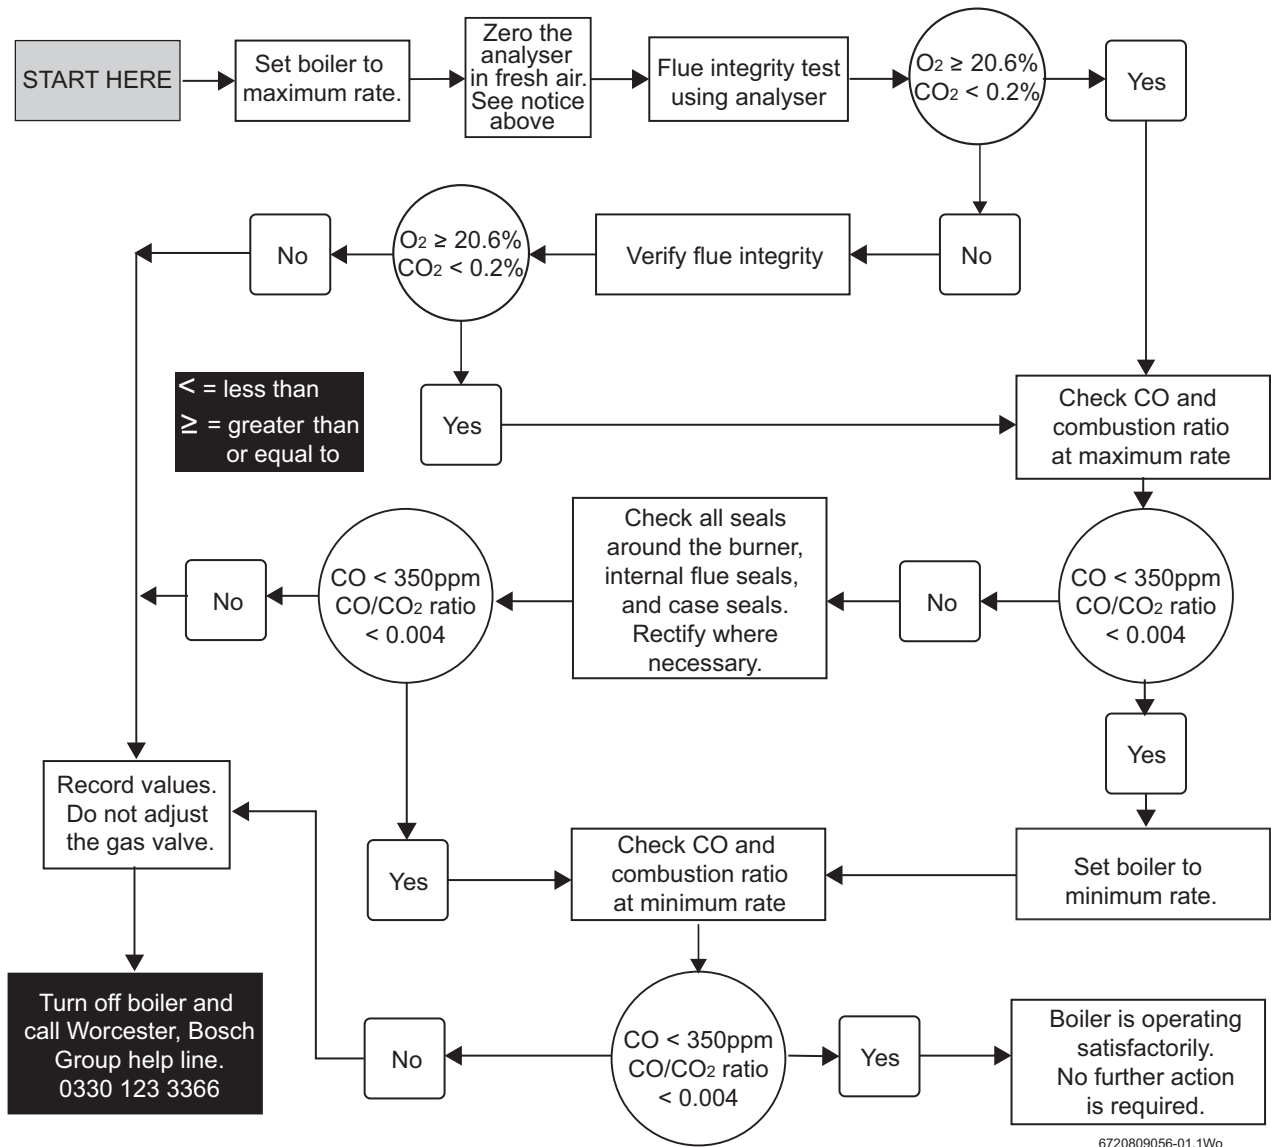 START HERE
Set boiler to
maximum rate.
Zero the
analyser
in fresh air.
See notice
above
Flue integrity test
using analyser
O2 ≥ 20.6%
CO2 < 0.2%
Yes
No
Verify flue integrity
O2 ≥ 20.6%
CO2 < 0.2%
No
Yes
< = less than
≥ = greater than
or equal to
Check CO and
combustion ratio
at maximum rate
CO < 350ppm
CO/CO2 ratio
< 0.004
No
Check all seals
around the burner,
internal flue seals,
and case seals.
Rectify where
necessary.
CO < 350ppm
CO/CO2 ratio
< 0.004
No
Yes
Yes
Set boiler to
minimum rate.
Check CO and
combustion ratio
at minimum rate
Record values.
Do not adjust
the gas valve.
Turn off boiler and
call Worcester, Bosch
Group help line.
0330 123 3366
No
CO < 350ppm
CO/CO2 ratio
< 0.004
Yes
Boiler is operating
satisfactorily.
No further action
is required.
6720809056-01.1Wo